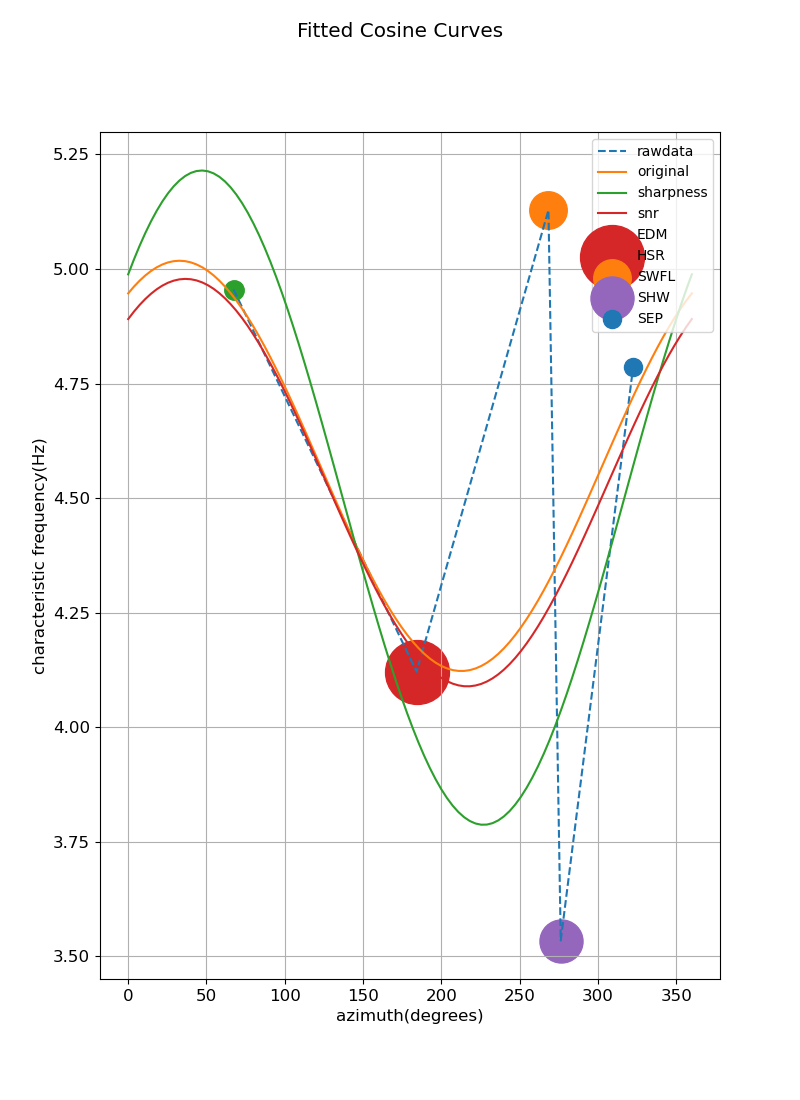 Fitted Cosine Curves
5.25
5.00
4.75
4.50
4.25
4.00
3.75
3.50
characteristic frequency(Hz)
rawdata
original
sharpness
snr
EDM
HSR
SWFL
SHW
SEP
0 50 100 150 200 250 300 350
azimuth(degrees)